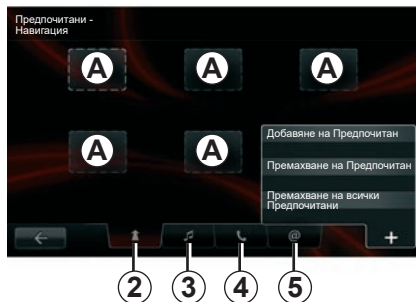 Предпочитани -
Навигация
A
A
A
A
A
Добавяне на Предпочитан
Премахване на Предпочитан
Премахване на всички
Предпочитани
@
+
2
3
4
5